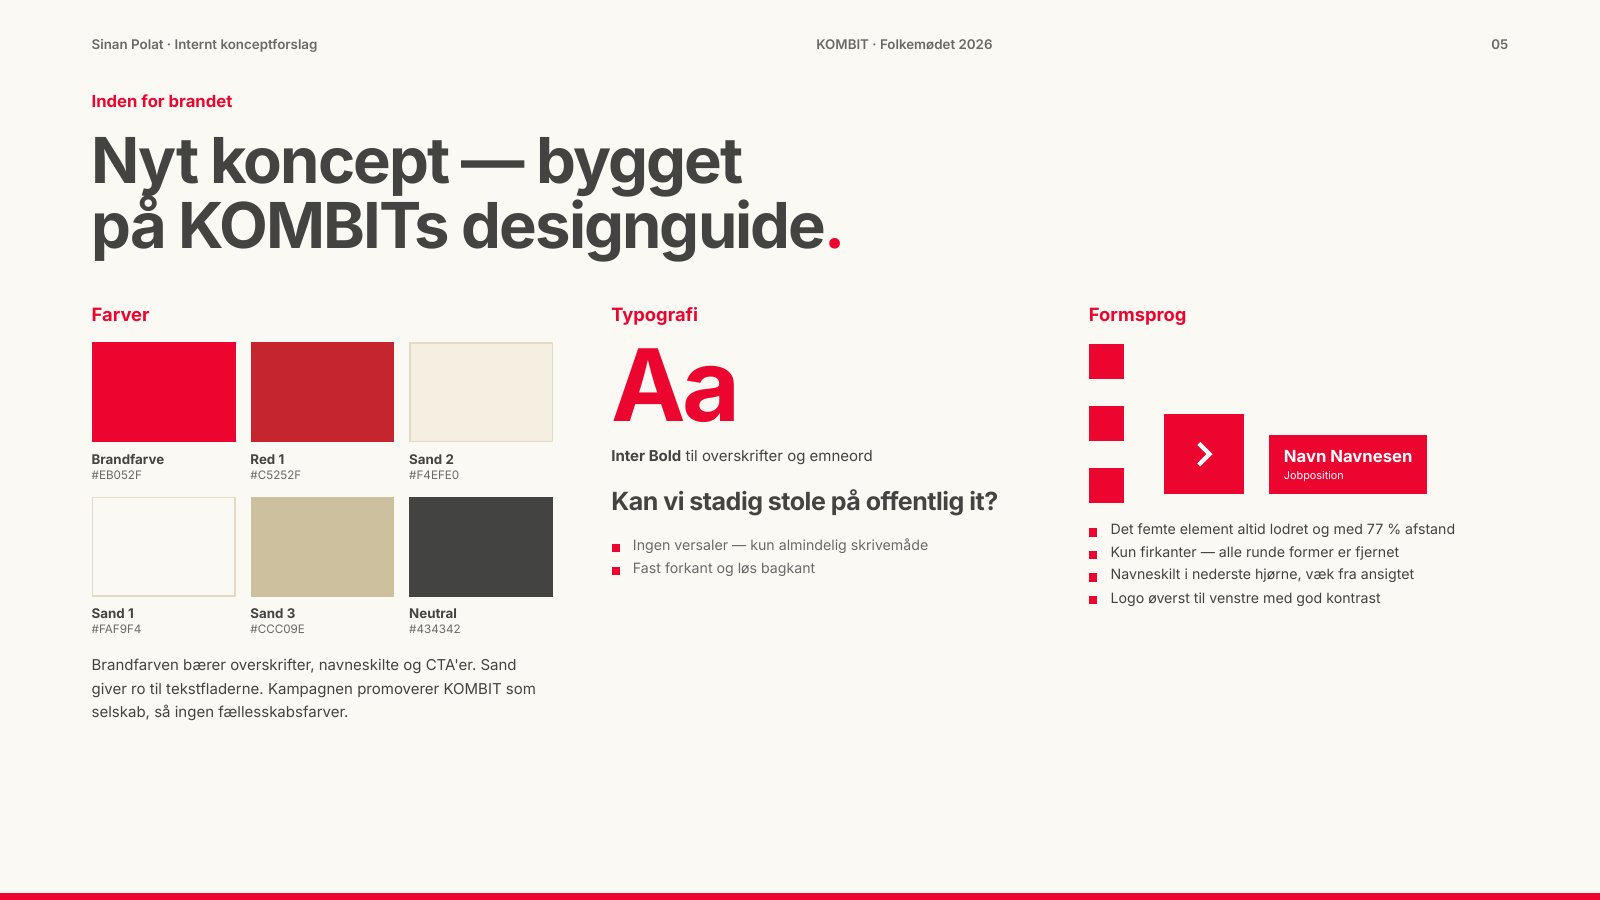 Sinan Polat · Internt konceptforslag
KOMBIT · Folkemødet 2026
05
Inden for brandet
Nyt koncept — bygget
på KOMBITs designguide.
Farver
Brandfarve
#EB052F
Red 1
#C5252F
Sand 2
#F4EFE0
Sand 1
#FAF9F4
Sand 3
#CCC09E
Neutral
#434342
Brandfarven bærer overskrifter, navneskilte og CTA'er. Sand
giver ro til tekstfladerne. Kampagnen promoverer KOMBIT som
selskab, så ingen fællesskabsfarver.
Typografi
Aa
Inter Bold til overskrifter og emneord
Kan vi stadig stole på offentlig it?
Ingen versaler — kun almindelig skrivemåde
Fast forkant og løs bagkant
Formsprog
Navn Navnesen
Jobposition
Det femte element altid lodret og med 77 % afstand
Kun firkanter — alle runde former er fjernet
Navneskilt i nederste hjørne, væk fra ansigtet
Logo øverst til venstre med god kontrast